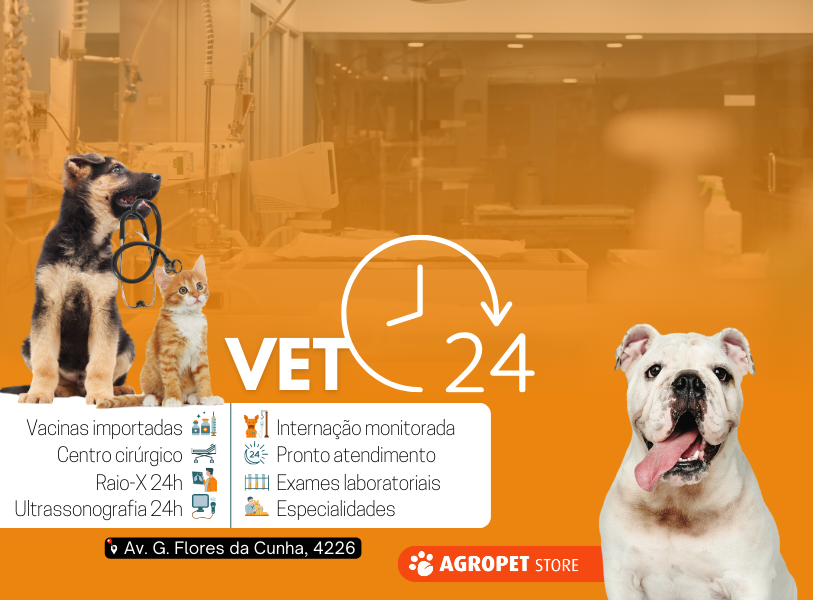 VET 24
Vacinas importadas
Centro cirúrgico
Raio-X 24h
Ultrassonografia 24h
Internação monitorada
24
Pronto atendimento
Exames laboratoriais
Especialidades
Av. G. Flores da Cunha, 4226
AGROPET STORE